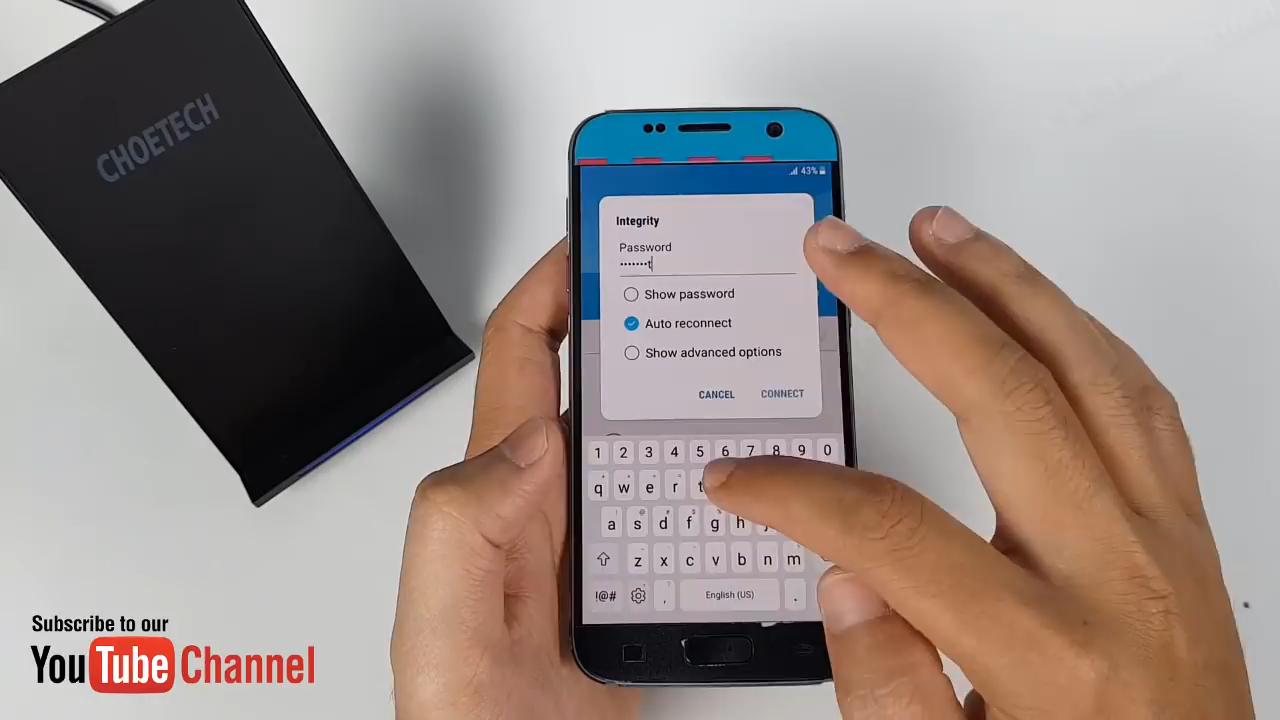 CHOETECH
43%
Integrity
Password
•••••••t
Show password
Auto reconnect
Show advanced options
CANCEL CONNECT
1 2 3 4 5 6 7 8 9 0
q w e r t
a s d f g h
z x c v b n m
!@# , English (US) .
Subscribe to our
YouTube Channel